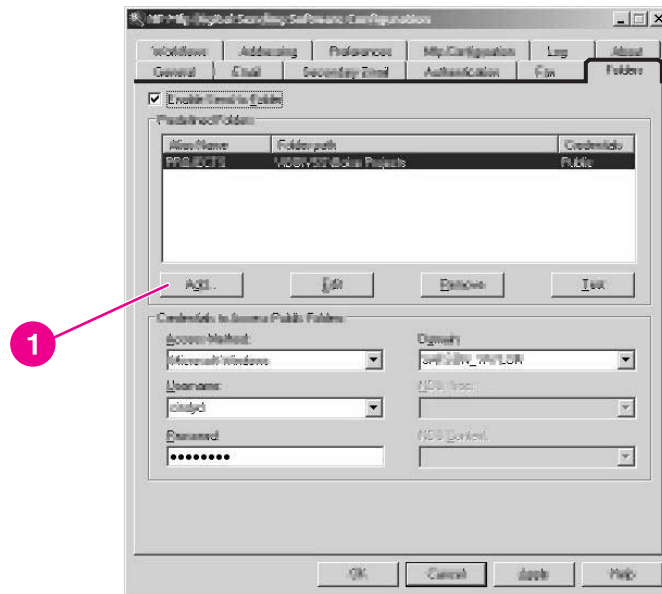 HP Mfp Digital Sending Software Configuration
Workflows Addressing Preferences Mfp Configuration Log About
General Email Secondary Email Authentication Fax Folders
Enable Send to Folder
Predefined Folders
Alias Name Folder path Credentials
PROJECTS Projects Public
Add... Edit Remove Test
1
Credentials to Access Public Folders
Access Method: Domain:
Microsoft Windows
Username: NDS Tree:
Password: NDS Context:
●●●●●●●●
OK Cancel Apply Help